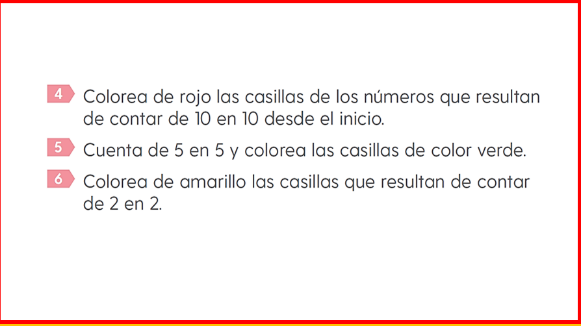 4 Colorea de rojo las casillas de los números que resultan
de contar de 10 en 10 desde el inicio.
5 Cuenta de 5 en 5 y colorea las casillas de color verde.
6 Colorea de amarillo las casillas que resultan de contar
de 2 en 2.